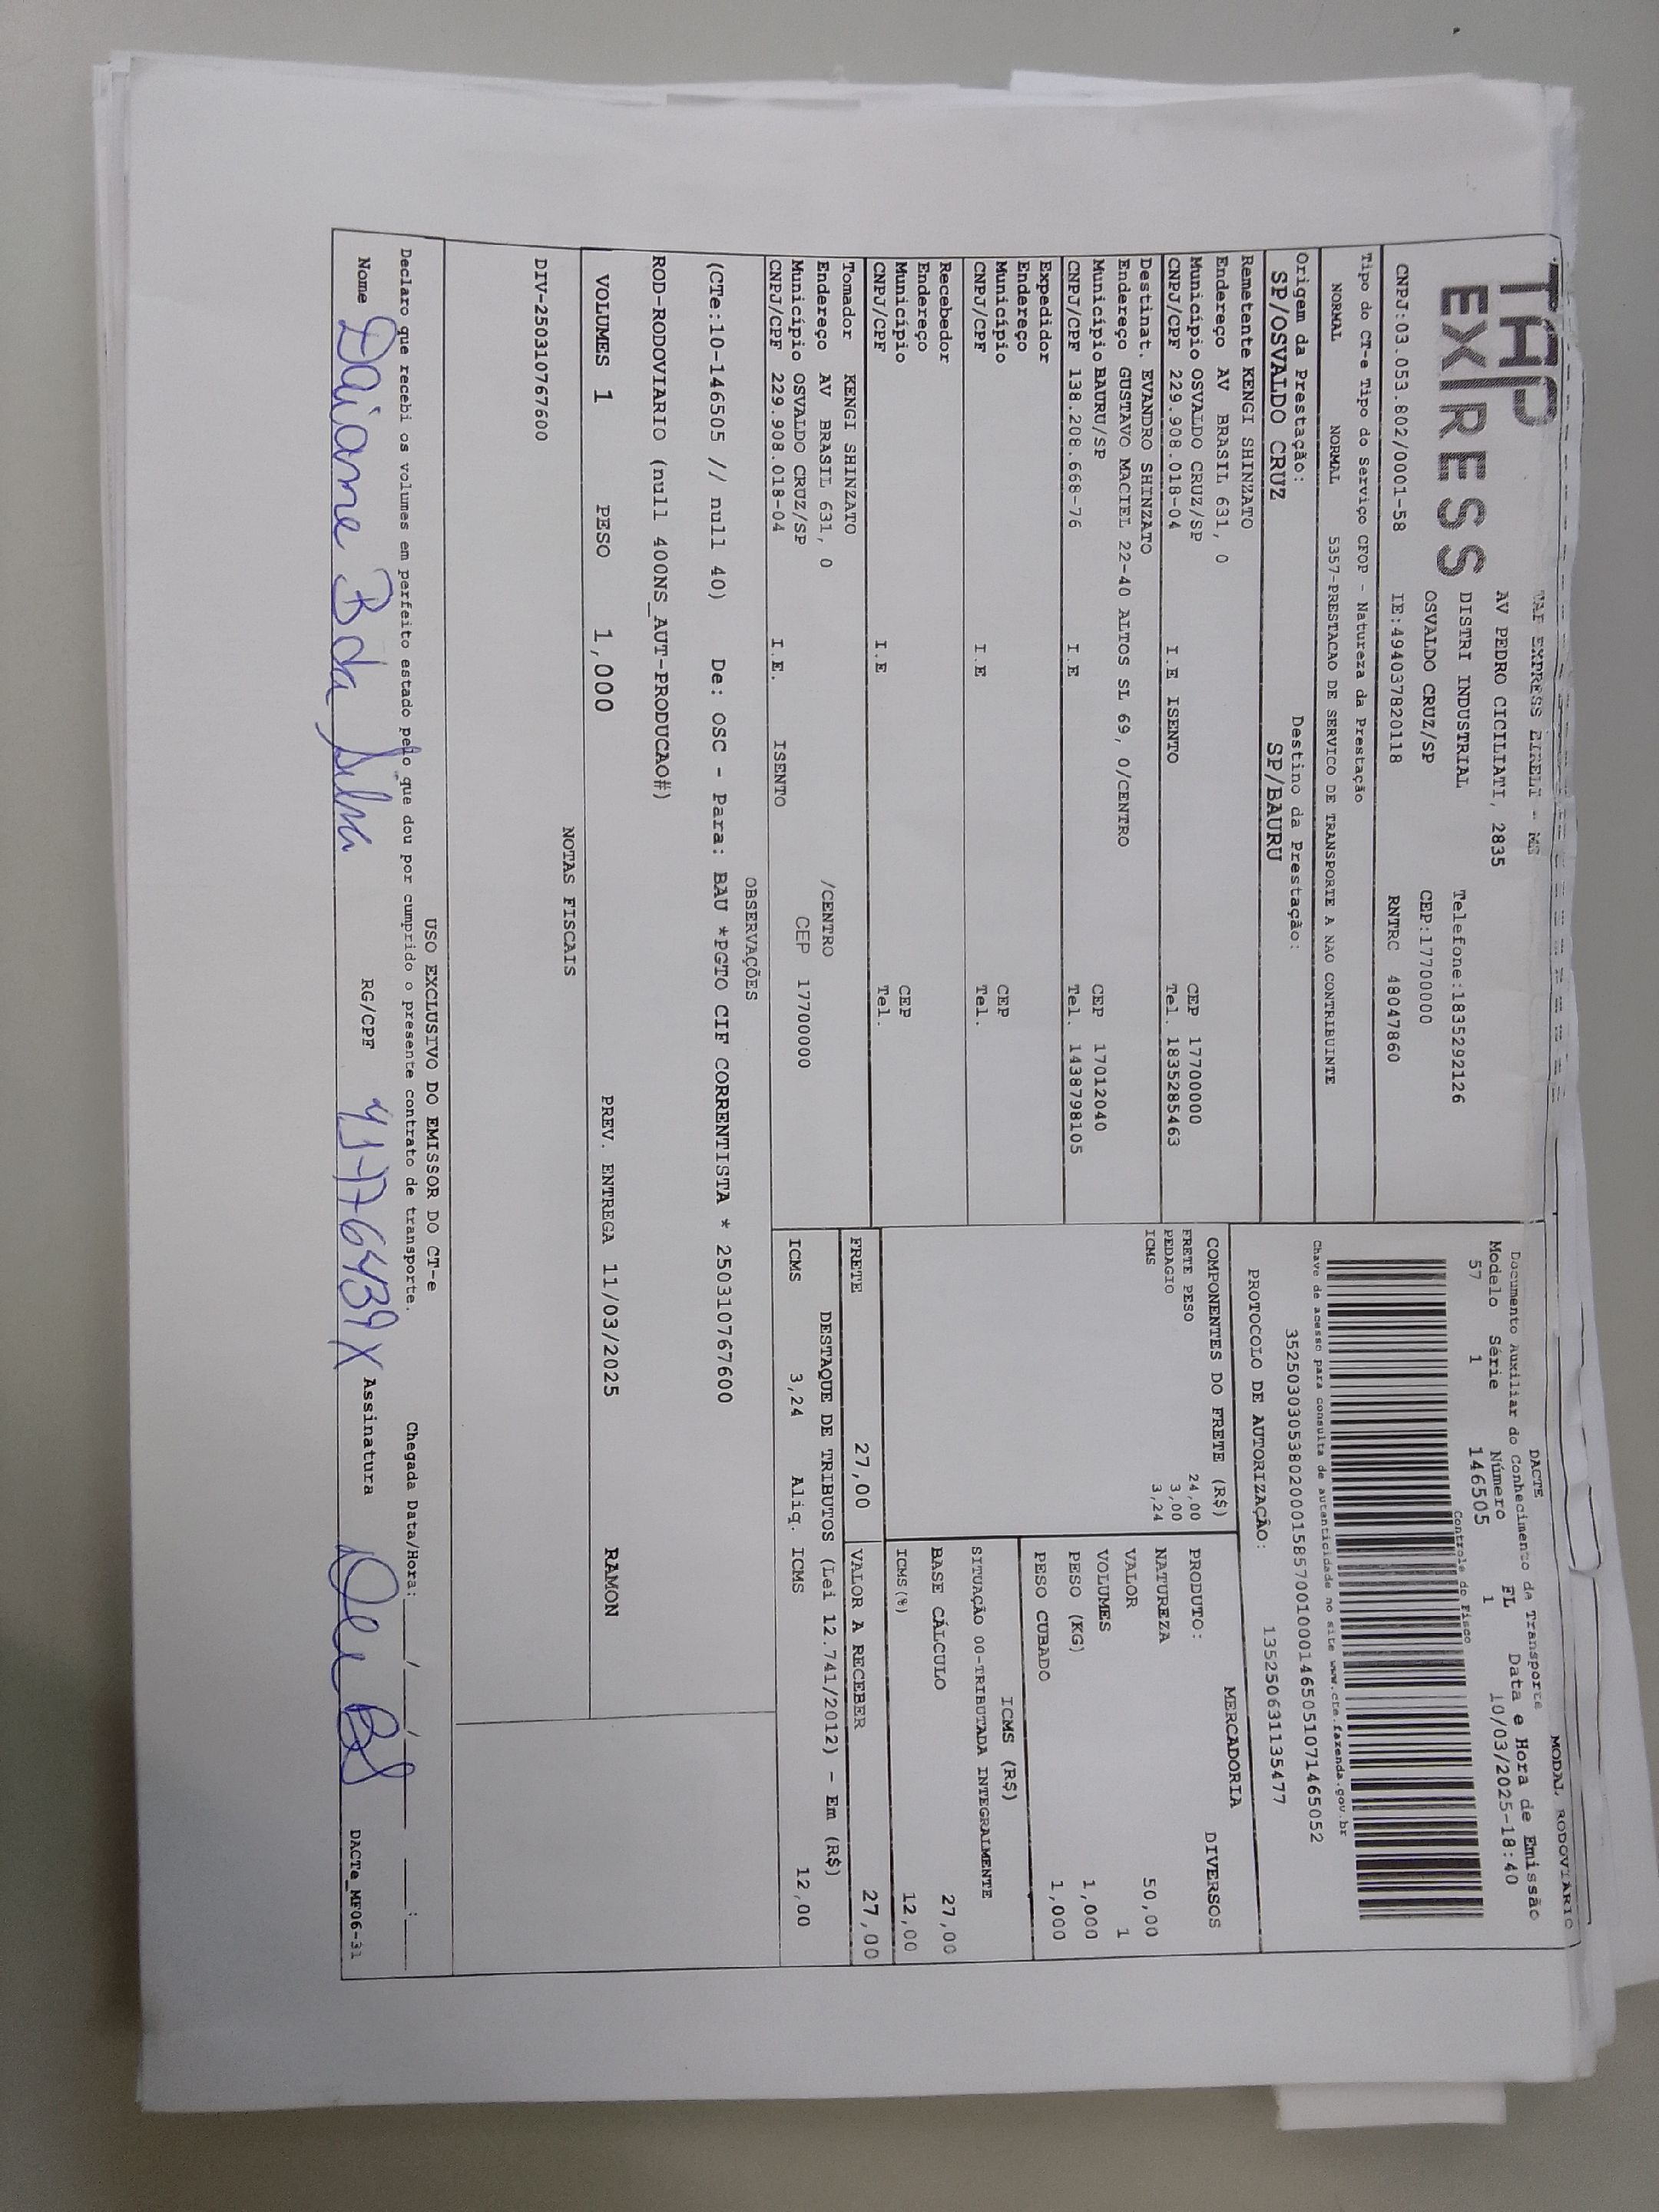 TAP EXPRESS
TAP EXPRESS EIRELI - ME
AV PEDRO CICILIATI, 2835
DISTRI INDUSTRIAL Telefone:1835292126
OSVALDO CRUZ/SP CEP:17700000
CNPJ:03.053.802/0001-58 IE:494037820118 RNTRC 48047860
MODAL RODOVIARIO
DACTE
Documento Auxiliar do Conhecimento de Transporte
Modelo Série Número FL Data e Hora de Emissão
57 1 146505 1 10/03/2025-18:40
Controle do Fisco
Chave de acesso para consulta de autenticidade no site www.cte.fazenda.gov.br
Tipo do CT-e Tipo do Serviço CFOP - Natureza da Prestação
NORMAL NORMAL 5357-PRESTACAO DE SERVICO DE TRANSPORTE A NAO CONTRIBUINTE
35250303053802000158570010001465051071465052
Origem da Prestação: Destino da Prestação:
SP/OSVALDO CRUZ SP/BAURU
PROTOCOLO DE AUTORIZAÇÃO: 135250631135477
Remetente KENGI SHINZATO
Endereço AV BRASIL 631, 0
Município OSVALDO CRUZ/SP CEP 17700000
CNPJ/CPF 229.908.018-04 I.E ISENTO Tel. 1835285463
Destinat. EVANDRO SHINZATO
Endereço GUSTAVO MACIEL 22-40 ALTOS SL 69, 0/CENTRO
Município BAURU/SP CEP 17012040
CNPJ/CPF 138.208.668-76 I.E Tel. 1438798105
Expedidor
Endereço
Município CEP
CNPJ/CPF I.E Tel.
Recebedor
Endereço
Município CEP
CNPJ/CPF I.E Tel.
Tomador KENGI SHINZATO
Endereço AV BRASIL 631, 0 /CENTRO
Município OSVALDO CRUZ/SP CEP 17700000
CNPJ/CPF 229.908.018-04 I.E. ISENTO
COMPONENTES DO FRETE (R$)
FRETE PESO 24,00
PEDAGIO 3,00
ICMS 3,24
MERCADORIA
PRODUTO: DIVERSOS
NATUREZA
VALOR 50,00
VOLUMES 1
PESO (KG) 1,000
PESO CUBADO 1,000
ICMS (R$)
SITUAÇÃO 00-TRIBUTADA INTEGRALMENTE
BASE CÁLCULO 27,00
ICMS(%) 12,00
FRETE 27,00 VALOR A RECEBER 27,00
DESTAQUE DE TRIBUTOS (Lei 12.741/2012) - Em (R$)
ICMS 3,24 Aliq. ICMS 12,00
OBSERVAÇÕES
(CTe:10-146505 // null 40) De: OSC - Para: BAU *PGTO CIF CORRENTISTA * 250310767600
ROD-RODOVIARIO (null 400NS_AUT-PRODUCAO#)
VOLUMES 1 PESO 1,000 PREV. ENTREGA 11/03/2025 RAMON
NOTAS FISCAIS
DIV-250310767600
USO EXCLUSIVO DO EMISSOR DO CT-e
Declaro que recebi os volumes em perfeito estado pelo que dou por cumprido o presente contrato de transporte. Chegada Data/Hora: ____/____/____ ____:____
Nome Daiane B da Silva RG/CPF 41776439X Assinatura
DACTe_MF06-31